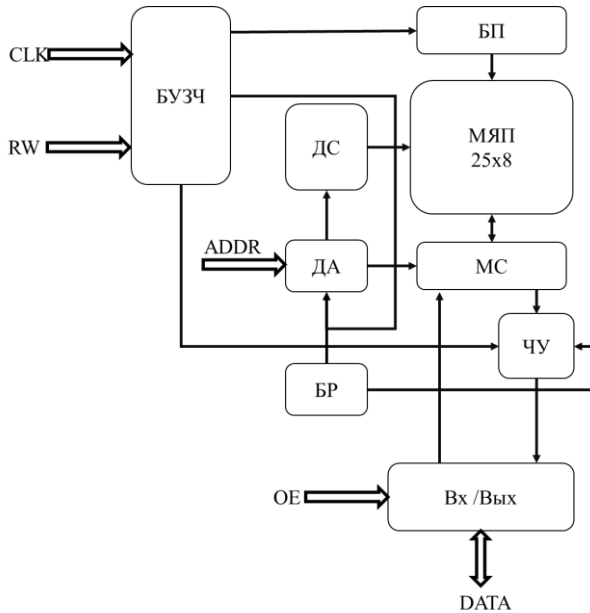 БП
CLK
БУЗЧ
МЯП
25x8
ДС
RW
ADDR
ДА
МС
ЧУ
БР
OE
Вх /Вых
DATA